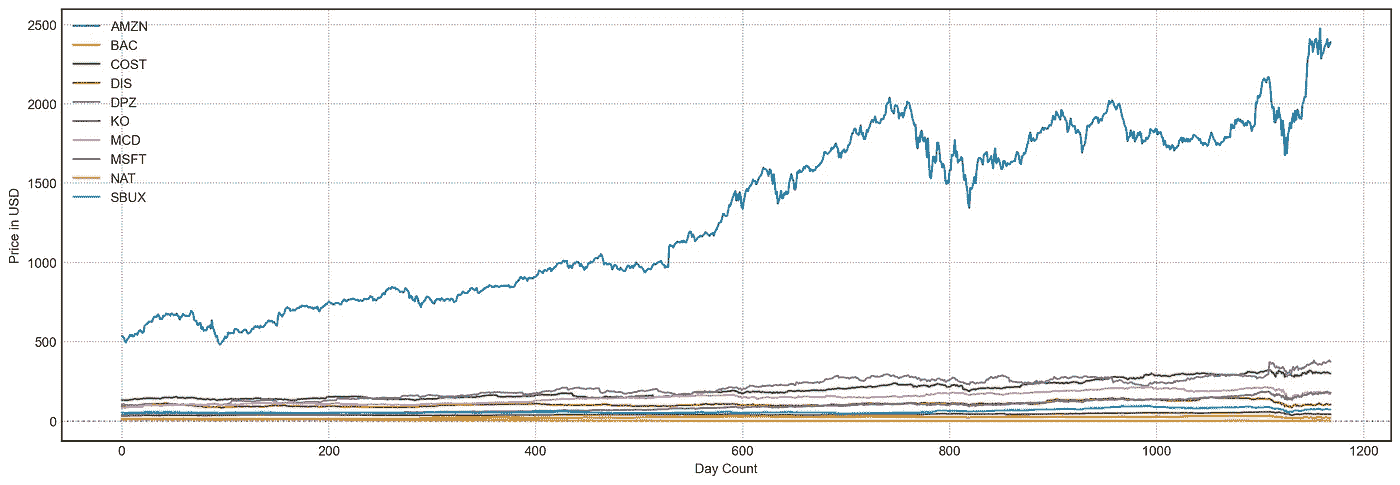 2500
2000
1500
1000
500
0
Price in USD
AMZN
BAC
COST
DIS
DPZ
KO
MCD
MSFT
NAT
SBUX
0 200 400 600 800 1000 1200
Day Count